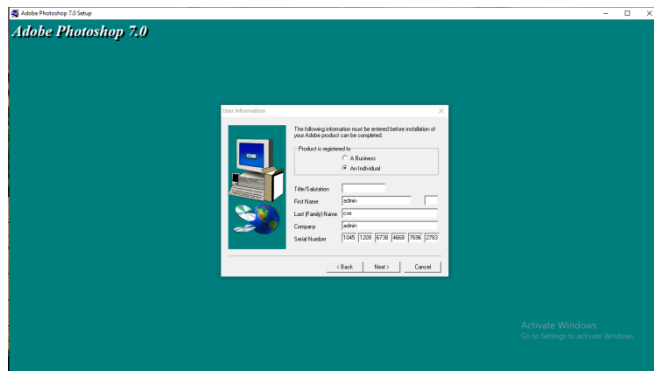 Adobe Photoshop 7.0 Setup
Adobe Photoshop 7.0
User Information
The following information must be entered before installation of
your Adobe product can be completed.
Product is registered to
A Business
An Individual
Title/Salutation
First Name admin
Last (Family) Name cse
Company admin
Serial Number 1045 1209 6738 4668 7696 2783
< Back Next > Cancel
Activate Windows
Go to Settings to activate Windows.